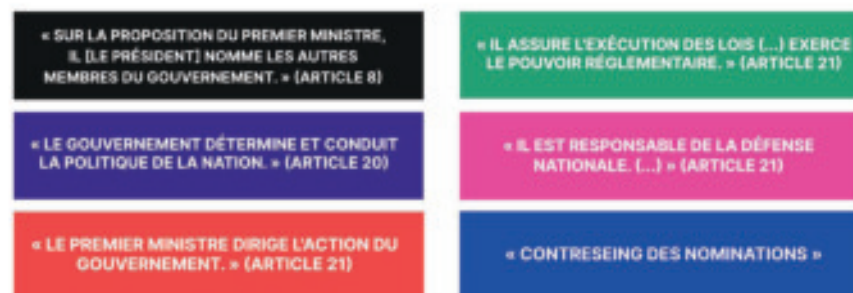 « SUR LA PROPOSITION DU PREMIER MINISTRE,
IL [LE PRÉSIDENT] NOMME LES AUTRES
MEMBRES DU GOUVERNEMENT. » (ARTICLE 8)
« LE GOUVERNEMENT DÉTERMINE ET CONDUIT
LA POLITIQUE DE LA NATION. » (ARTICLE 20)
« LE PREMIER MINISTRE DIRIGE L'ACTION DU
GOUVERNEMENT. » (ARTICLE 21)
« IL ASSURE L'EXÉCUTION DES LOIS (...) EXERCE
LE POUVOIR RÉGLEMENTAIRE. » (ARTICLE 21)
« IL EST RESPONSABLE DE LA DÉFENSE
NATIONALE. (...) » (ARTICLE 21)
« CONTRESEING DES NOMINATIONS »